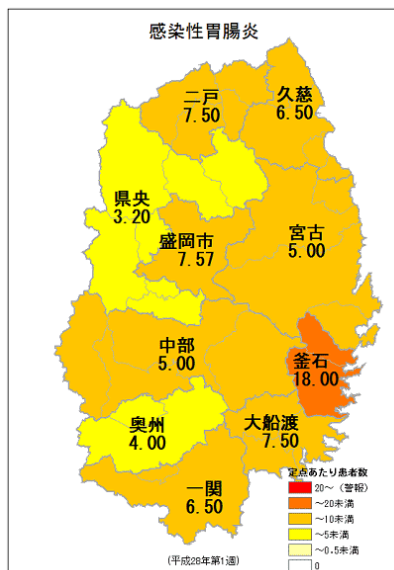 感染性胃腸炎
二戸
7.50
久慈
6.50
県央
3.20
盛岡市
7.57
宮古
5.00
中部
5.00
釜石
18.00
奥州
4.00
大船渡
7.50
一関
6.50
定点あたり患者数
20～（警報）
～20未満
～10未満
～5未満
～0.5未満
0
(平成28年第1週)